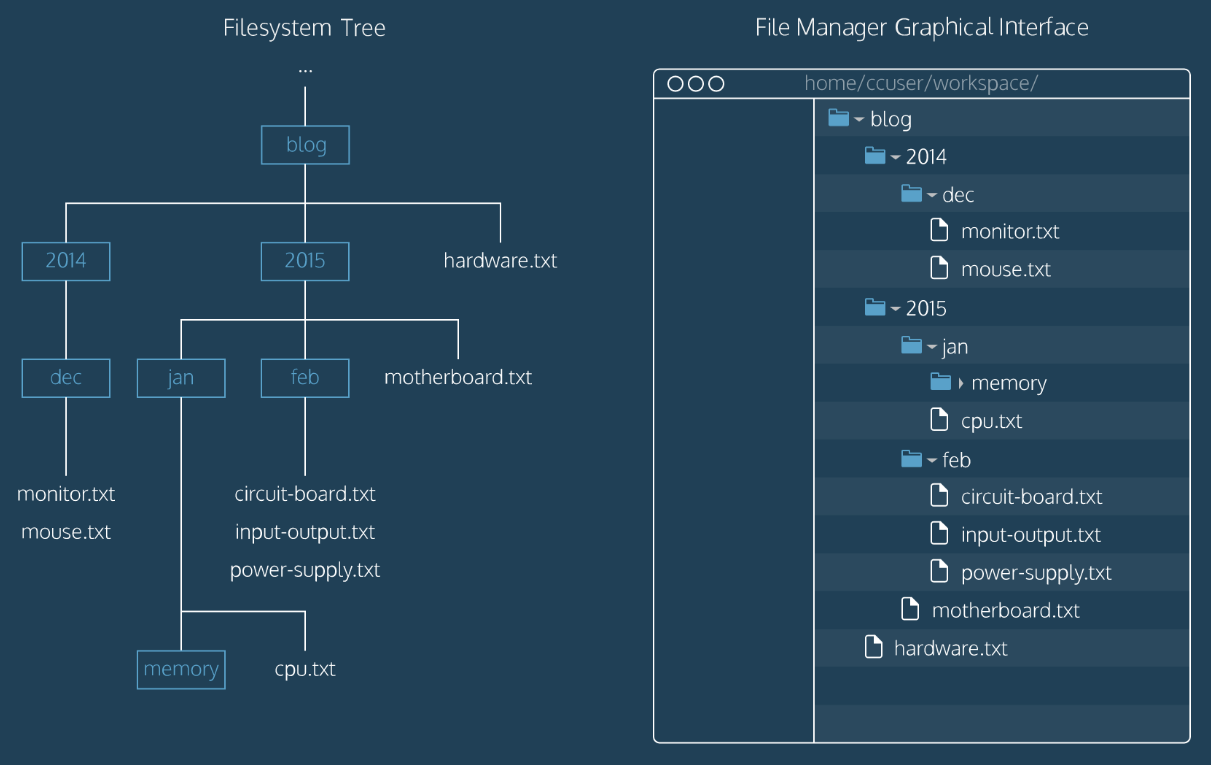 Filesystem Tree
...
blog
2014
2015
hardware.txt
dec
jan
feb
motherboard.txt
monitor.txt
mouse.txt
circuit-board.txt
input-output.txt
power-supply.txt
memory
cpu.txt
File Manager Graphical Interface
home/ccuser/workspace/
blog
2014
dec
monitor.txt
mouse.txt
2015
jan
memory
cpu.txt
feb
circuit-board.txt
input-output.txt
power-supply.txt
motherboard.txt
hardware.txt